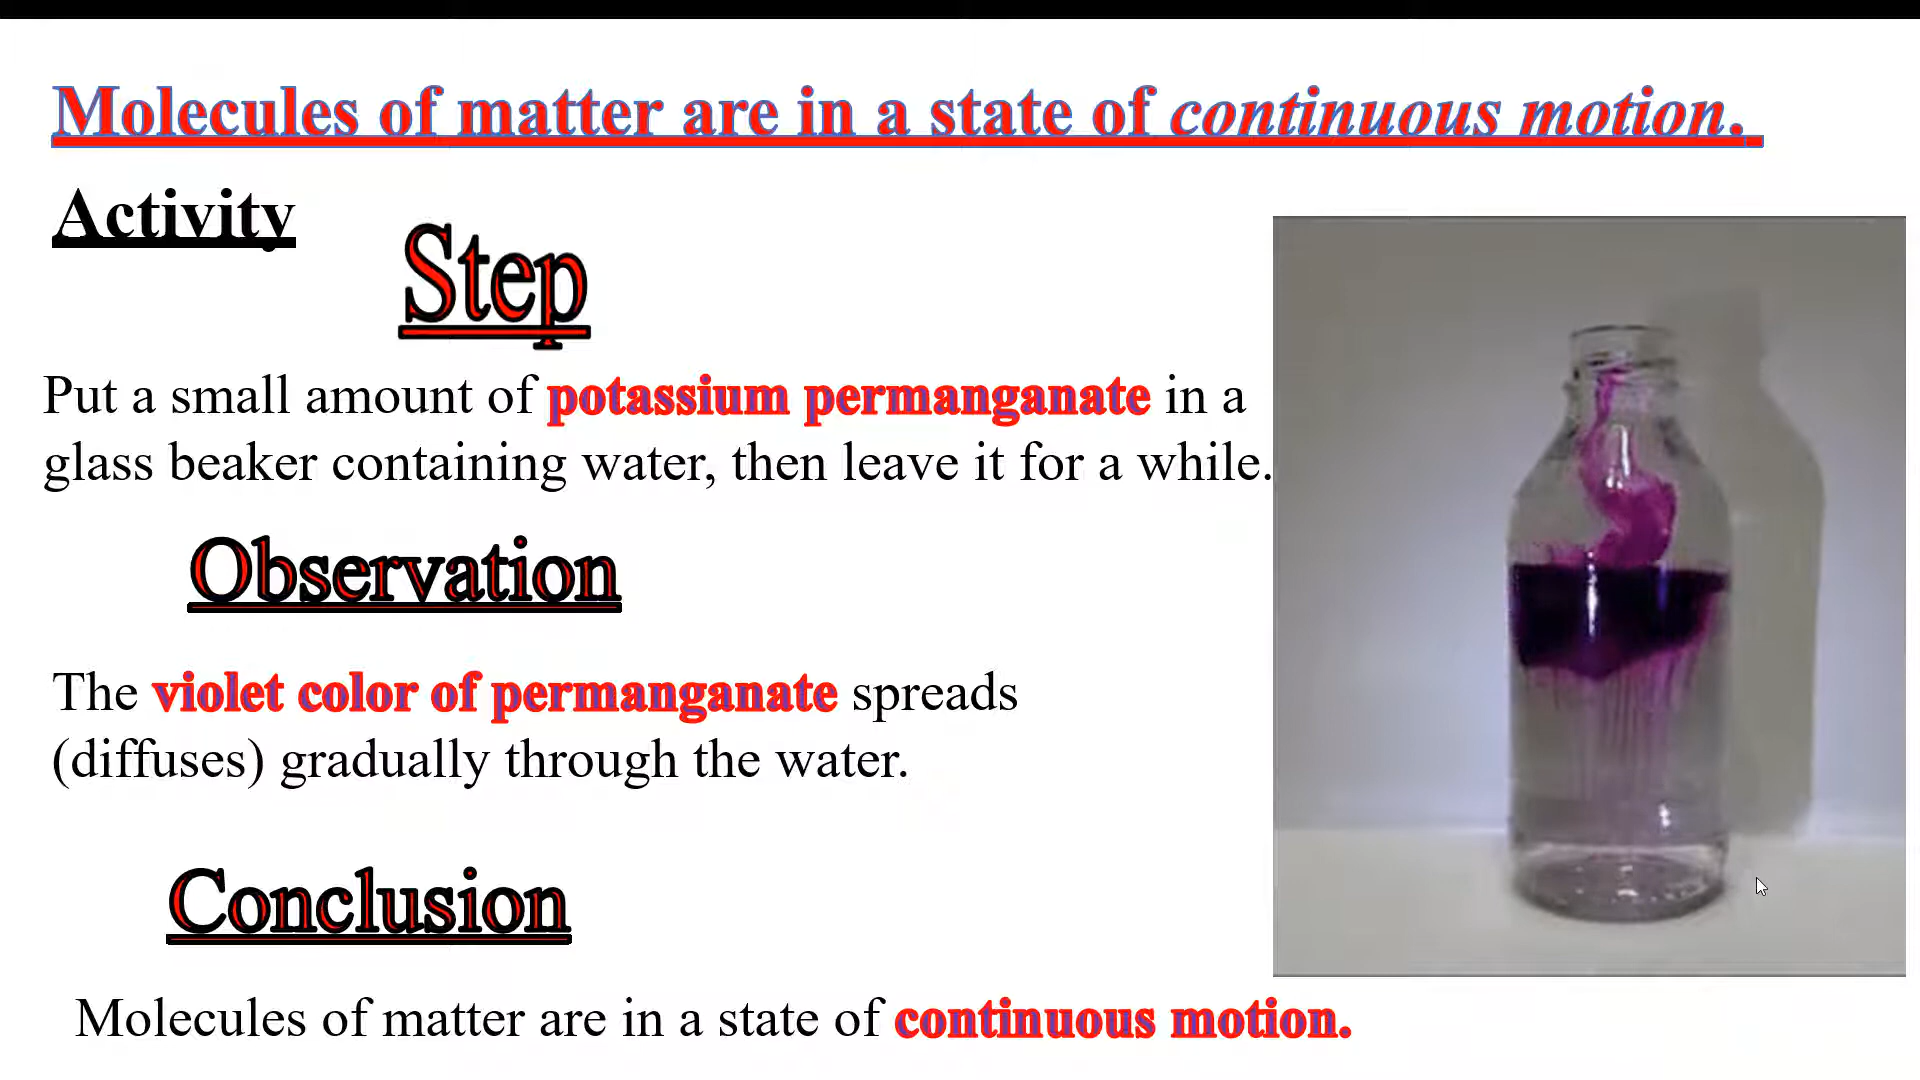 Molecules of matter are in a state of continuous motion.
Activity
Step
Put a small amount of potassium permanganate in a
glass beaker containing water, then leave it for a while.
Observation
The violet color of permanganate spreads
(diffuses) gradually through the water.
Conclusion
Molecules of matter are in a state of continuous motion.